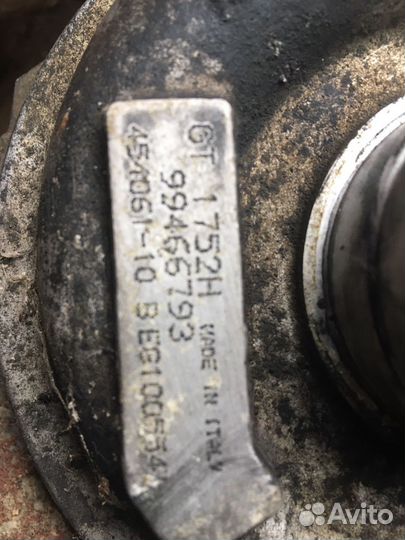 GT 1752H MADE IN ITALY
99466793
454061-10 B EG100554
Avito